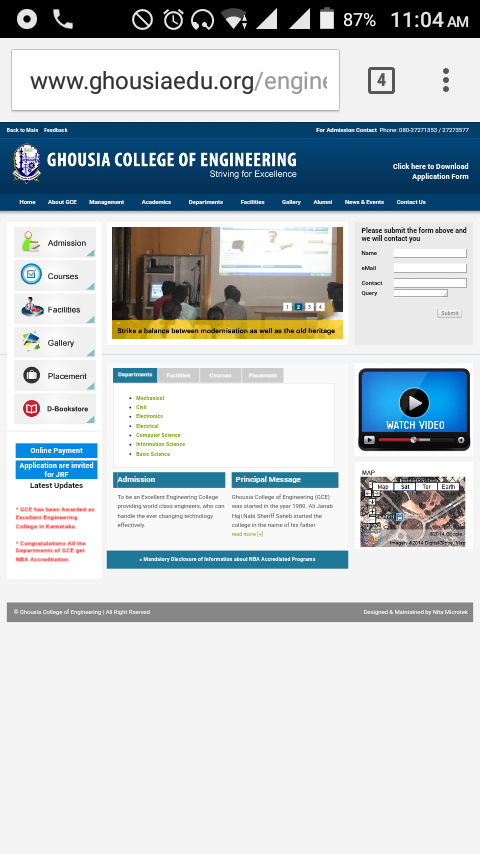 87% 11:04 AM
www.ghousiaedu.org/engine
4
Back to Main Feedback
For Admission Contact Phone: 080-27271353 / 27273577
GHOUSIA COLLEGE OF ENGINEERING
Striving for Excellence
Click here to Download
Application Form
Home About GCE Management Academics Departments Facilities Gallery Alumni News & Events Contact Us
Admission
Courses
Facilities
Gallery
Placement
D-Bookstore
Online Payment
Application are invited
for JRF
Latest Updates
* GCE has been Awarded as
Excellent Engineering
College in Karnataka.
* Congratulations All the
Departments of GCE get
NBA Accreditation.
1 2 3 4
Strike a balance between modernisation as well as the old heritage
Departments Facilities Courses Placement
Mechanical
Civil
Electronics
Electrical
Computer Science
Information Science
Basic Science
Admission
To be an Excellent Engineering College
providing world class engineers, who can
handle the ever changing technology
effectively.
Principal Message
Ghousia College of Engineering (GCE)
was started in the year 1980. Ali Janab
Haji Nabi Sheriff Saheb started the
college in the name of his father
read more [+]
» Mandatory Disclosure of Information about NBA Accrediated Programs
Please submit the form above and
we will contact you
Name
eMail
Contact
Query
Submit
WATCH VIDEO
MAP
Map Sat Ter Earth
©2014 Google
Imagery ©2014 DigitalGlobe,
© Ghousia College of Engineering | All Right Rserved
Designed & Maintained by Nita Microtek